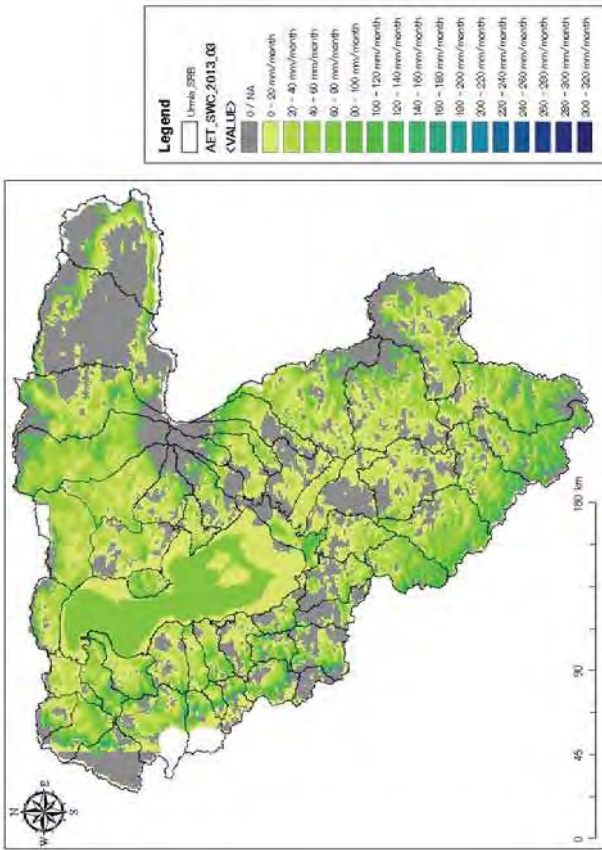 N
W
E
S
Legend
Urmia_SRB
AET_SWC_2013_03
<VALUE>
0 / NA
0 - 20 mm/month
20 - 40 mm/month
40 - 60 mm/month
60 - 80 mm/month
80 - 100 mm/month
100 - 120 mm/month
120 - 140 mm/month
140 - 160 mm/month
160 - 180 mm/month
180 - 200 mm/month
200 - 220 mm/month
220 - 240 mm/month
240 - 260 mm/month
260 - 280 mm/month
280 - 300 mm/month
300 - 320 mm/month
0 45 90 180 km